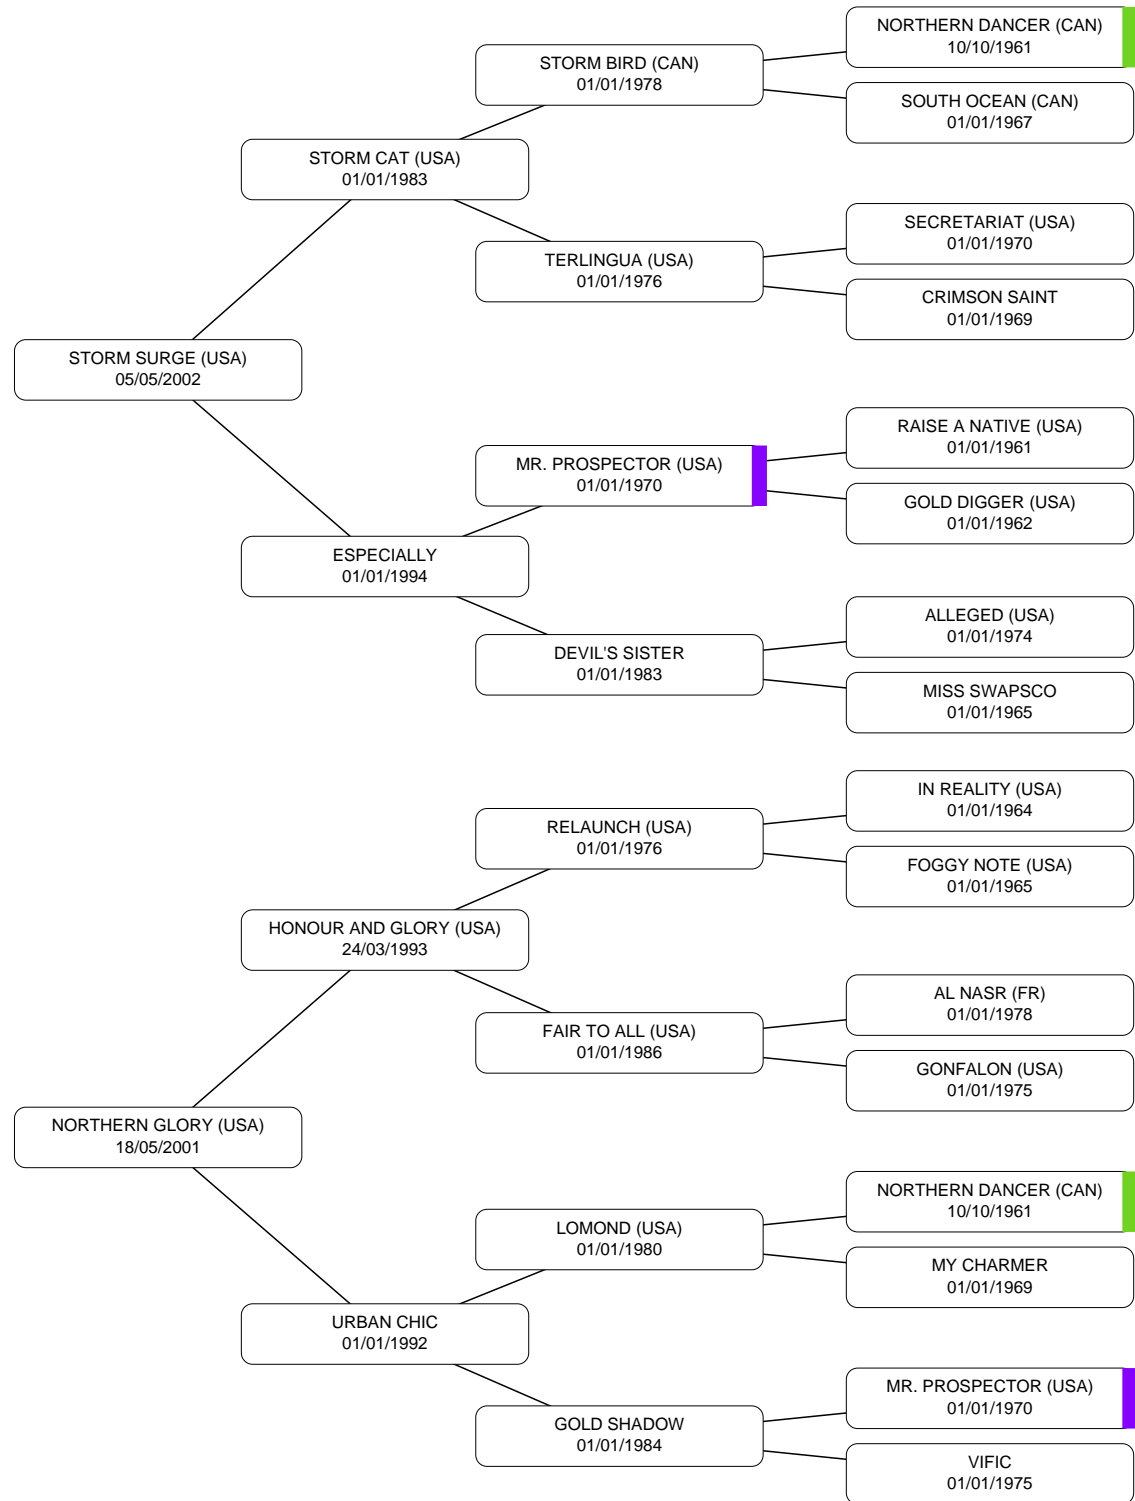 NORTHERN DANCER (CAN)
10/10/1961
STORM BIRD (CAN)
01/01/1978
SOUTH OCEAN (CAN)
01/01/1967
STORM CAT (USA)
01/01/1983
SECRETARIAT (USA)
01/01/1970
TERLINGUA (USA)
01/01/1976
CRIMSON SAINT
01/01/1969
STORM SURGE (USA)
05/05/2002
RAISE A NATIVE (USA)
01/01/1961
MR. PROSPECTOR (USA)
01/01/1970
GOLD DIGGER (USA)
01/01/1962
ESPECIALLY
01/01/1994
ALLEGED (USA)
01/01/1974
DEVIL'S SISTER
01/01/1983
MISS SWAPSCO
01/01/1965
IN REALITY (USA)
01/01/1964
RELAUNCH (USA)
01/01/1976
FOGGY NOTE (USA)
01/01/1965
HONOUR AND GLORY (USA)
24/03/1993
AL NASR (FR)
01/01/1978
FAIR TO ALL (USA)
01/01/1986
GONFALON (USA)
01/01/1975
NORTHERN GLORY (USA)
18/05/2001
NORTHERN DANCER (CAN)
10/10/1961
LOMOND (USA)
01/01/1980
MY CHARMER
01/01/1969
URBAN CHIC
01/01/1992
MR. PROSPECTOR (USA)
01/01/1970
GOLD SHADOW
01/01/1984
VIFIC
01/01/1975